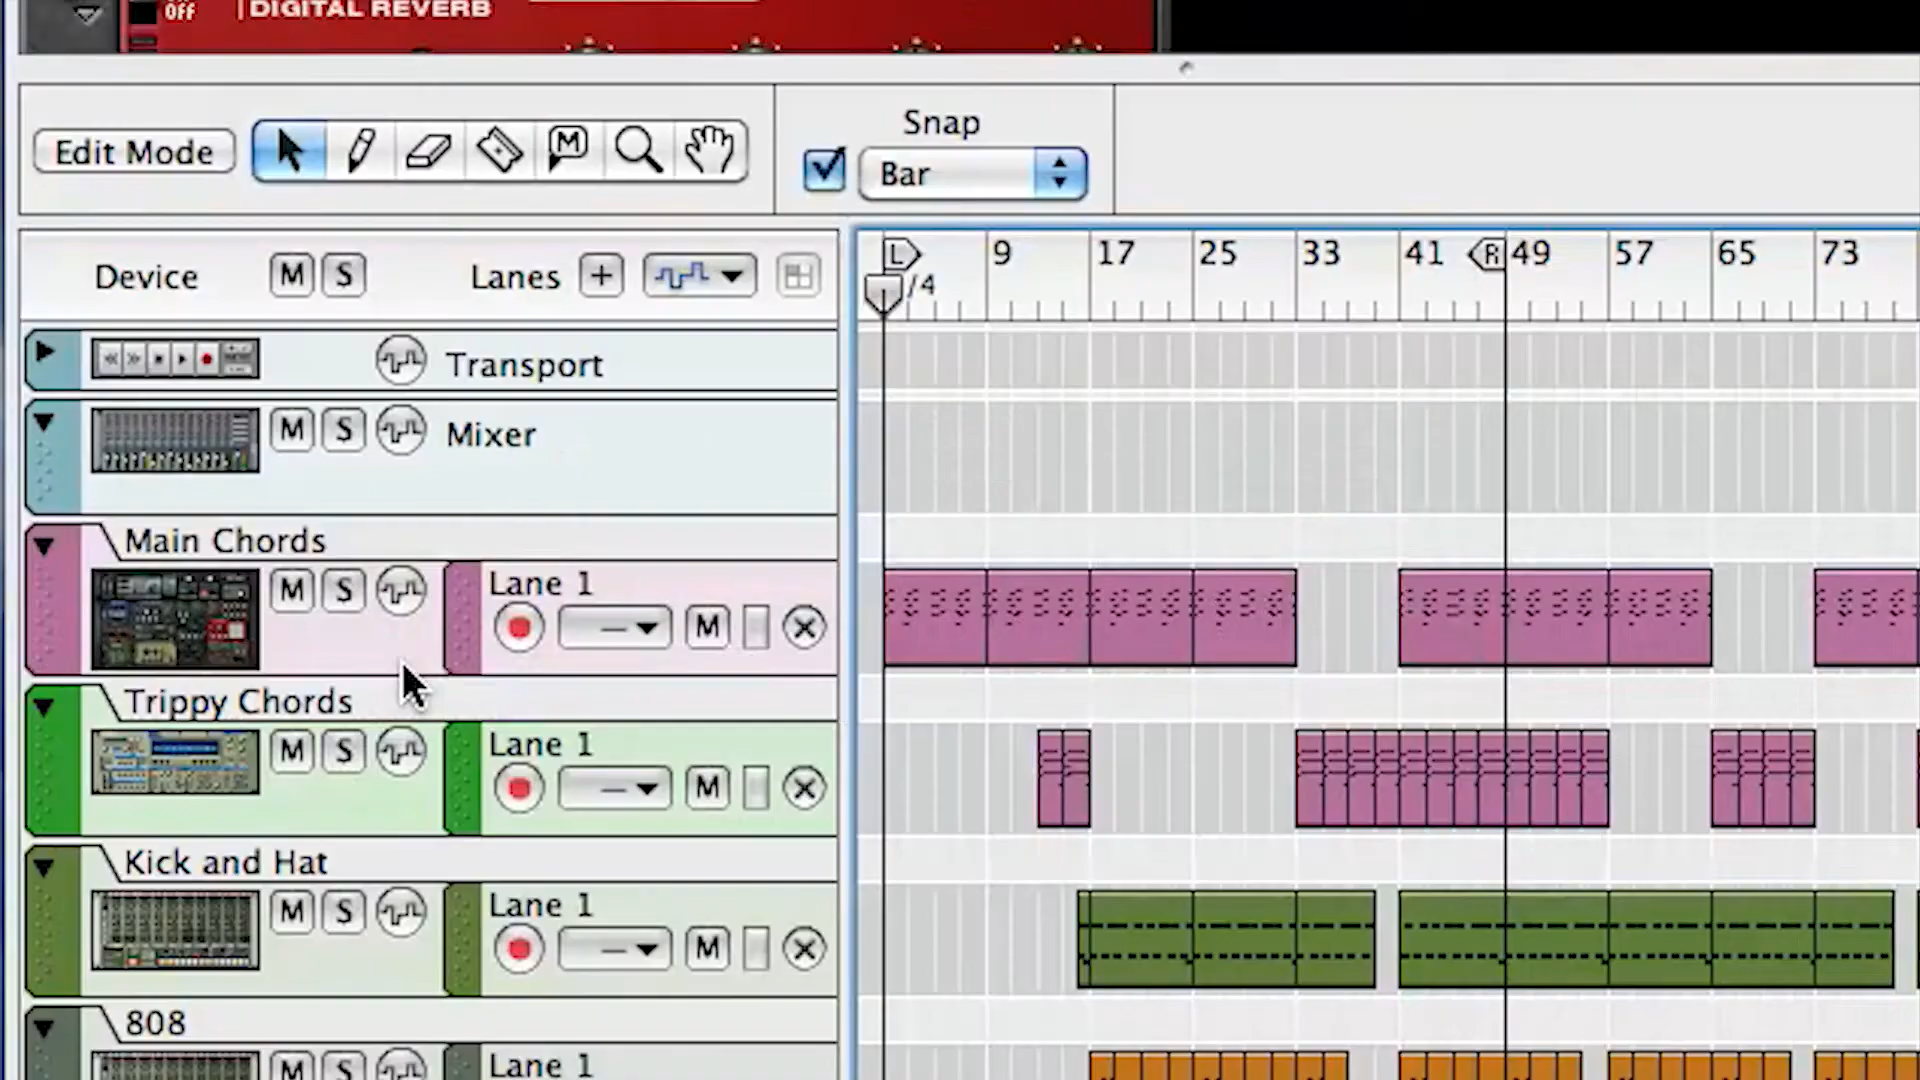 Off
DIGITAL REVERB
Edit Mode
M
Snap
Bar
Device M S Lanes +
L 9 17 25 33 41 R 49 57 65 73
/4
Transport
M S Mixer
Main Chords
M S Lane 1
— M
Trippy Chords
M S Lane 1
— M
Kick and Hat
M S Lane 1
— M
808
M S Lane 1